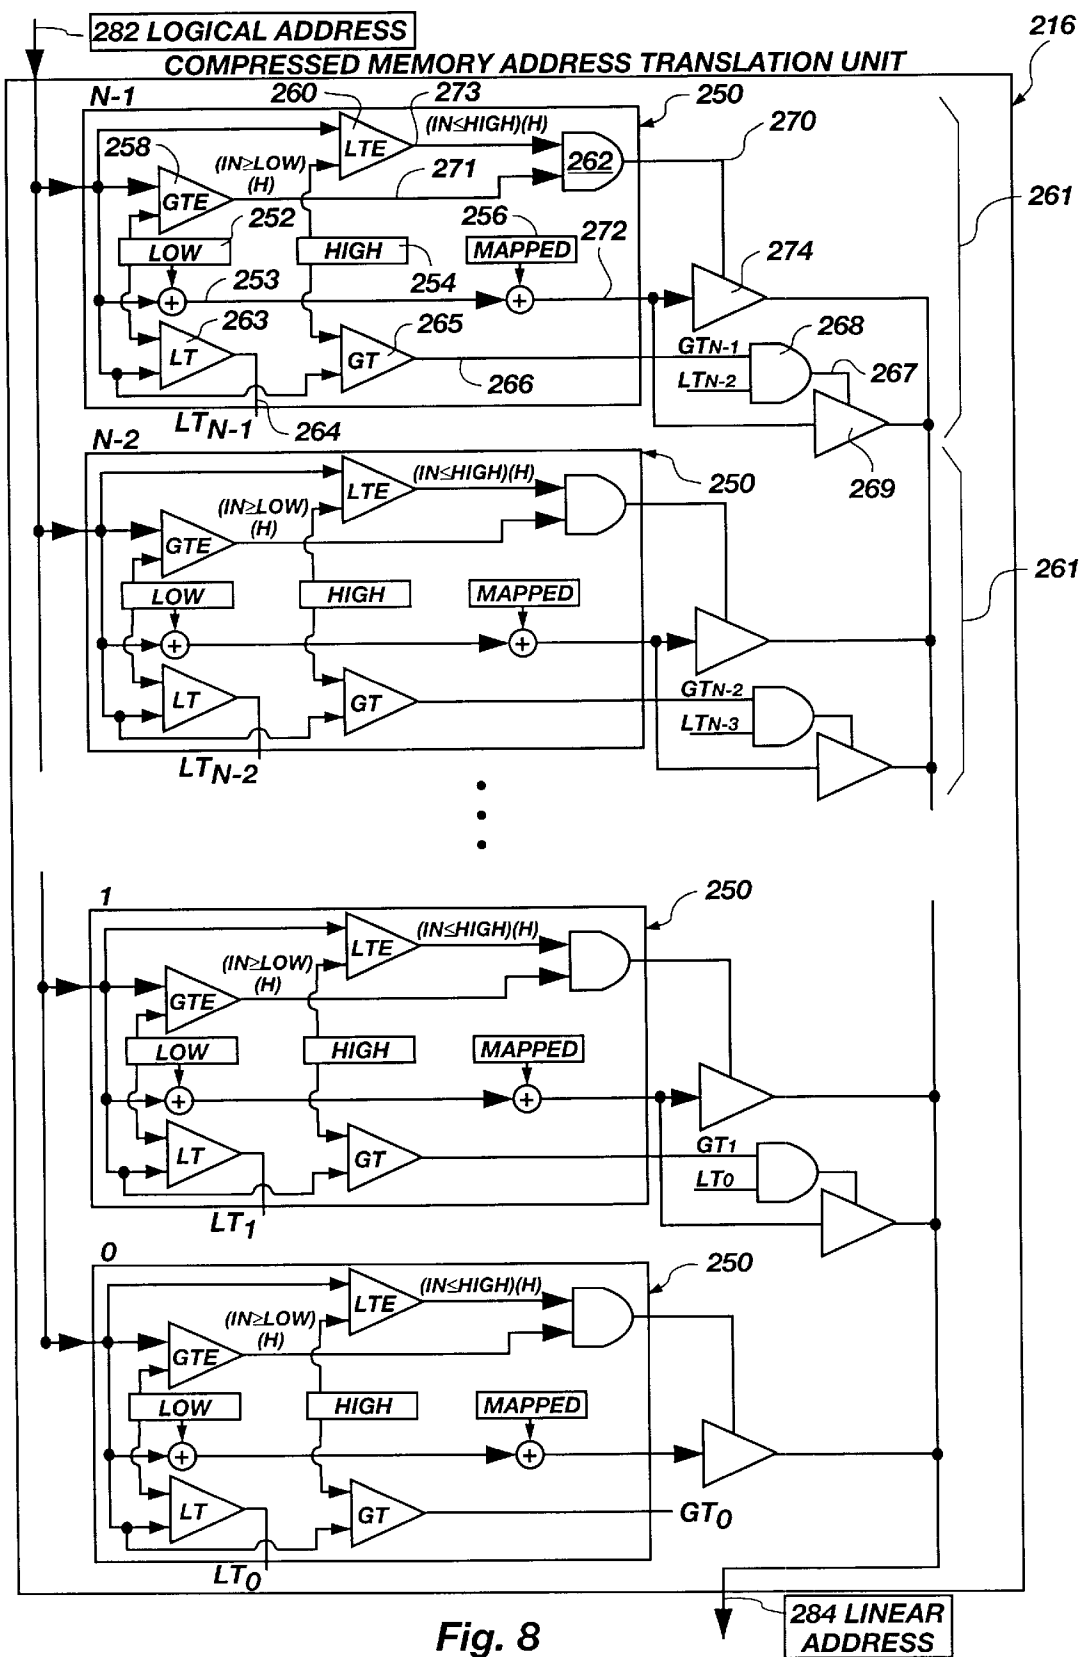 282 LOGICAL ADDRESS
216
COMPRESSED MEMORY ADDRESS TRANSLATION UNIT
N-1
260
273
250
(IN≤HIGH)(H)
270
258
LTE
262
(IN≥LOW)
(H)
271
261
GTE
252
256
LOW
HIGH
MAPPED
272
274
253
254
+
+
263
265
268
LT
GT
GTN-1
267
266
LTN-2
LTN-1
264
269
N-2
250
(IN≤HIGH)(H)
LTE
(IN≥LOW)
(H)
GTE
261
LOW
HIGH
MAPPED
+
+
LT
GT
GTN-2
LTN-3
LTN-2
1
250
(IN≤HIGH)(H)
LTE
(IN≥LOW)
(H)
GTE
LOW
HIGH
MAPPED
+
+
LT
GT
GT1
LT0
LT1
0
250
(IN≤HIGH)(H)
LTE
(IN≥LOW)
(H)
GTE
LOW
HIGH
MAPPED
+
+
LT
GT
GT0
LT0
284 LINEAR
ADDRESS
Fig. 8